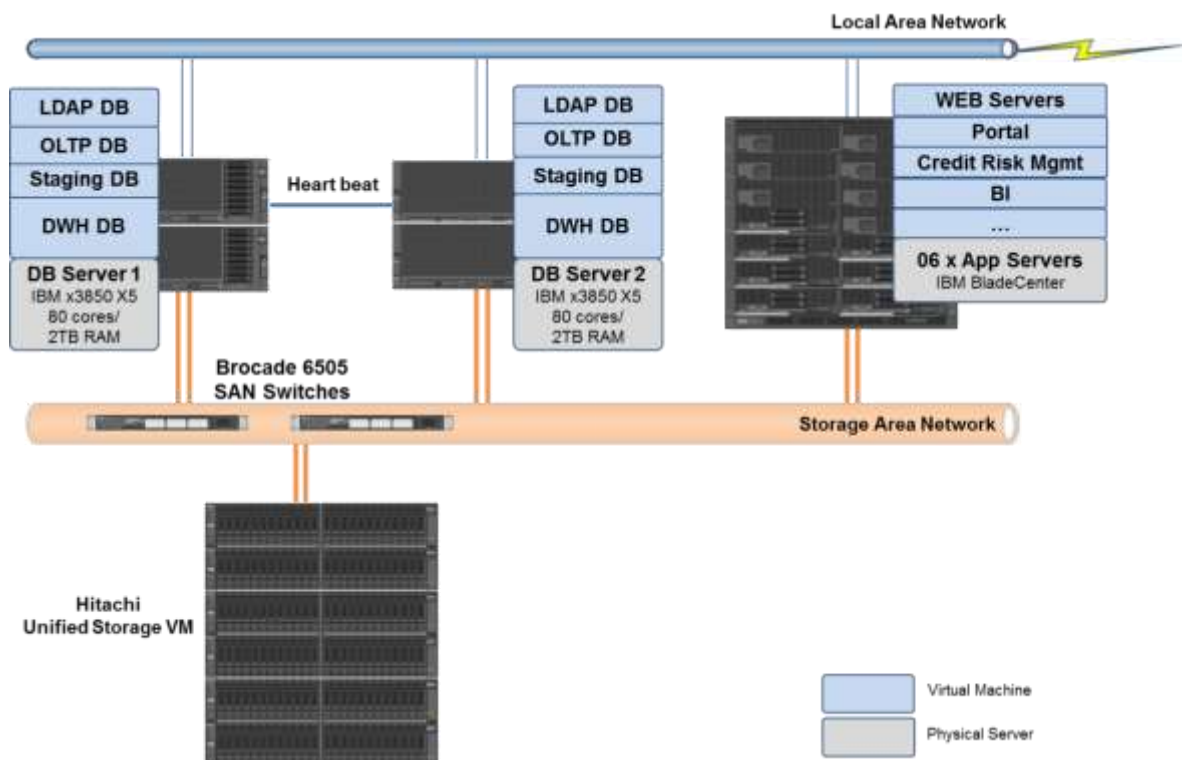 Local Area Network
LDAP DB
OLTP DB
Staging DB
DWH DB
DB Server 1
IBM x3850 X5
80 cores/
2TB RAM
Heart beat
LDAP DB
OLTP DB
Staging DB
DWH DB
DB Server 2
IBM x3850 X5
80 cores/
2TB RAM
WEB Servers
Portal
Credit Risk Mgmt
BI
...
06 x App Servers
IBM BladeCenter
Brocade 6505
SAN Switches
Storage Area Network
Hitachi
Unified Storage VM
Virtual Machine
Physical Server